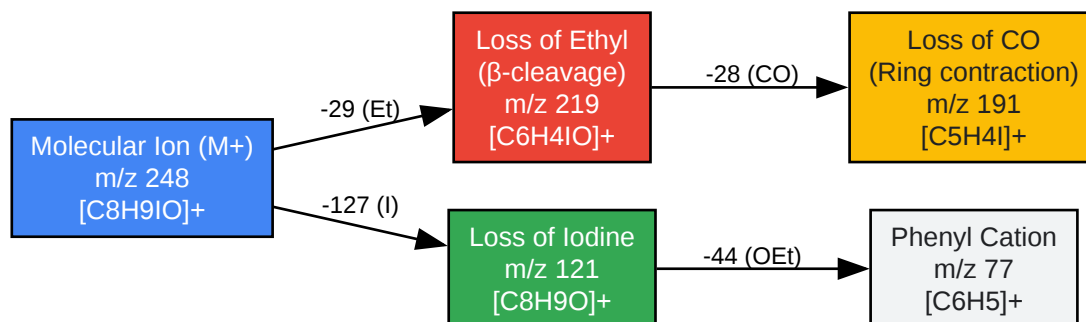 Molecular Ion (M+)
m/z 248
[C8H9IO]+
-29 (Et)
Loss of Ethyl
(β-cleavage)
m/z 219
[C6H4IO]+
-28 (CO)
Loss of CO
(Ring contraction)
m/z 191
[C5H4I]+
-127 (I)
Loss of Iodine
m/z 121
[C8H9O]+
-44 (OEt)
Phenyl Cation
m/z 77
[C6H5]+